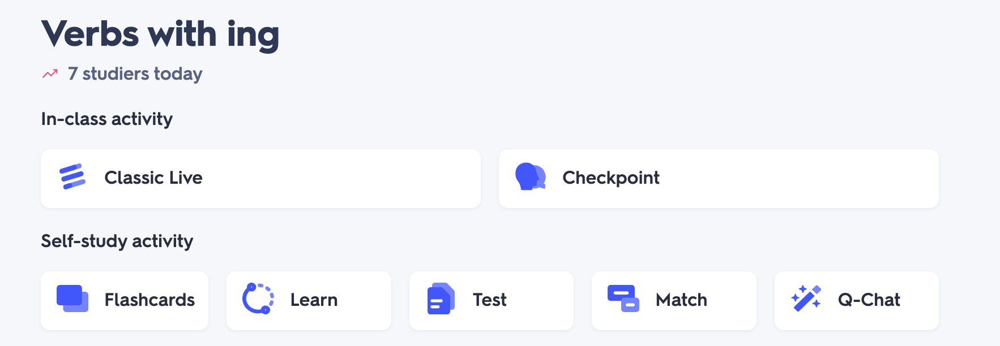 Verbs with ing
7 studiers today
In-class activity
Classic Live
Checkpoint
Self-study activity
Flashcards
Learn
Test
Match
Q-Chat